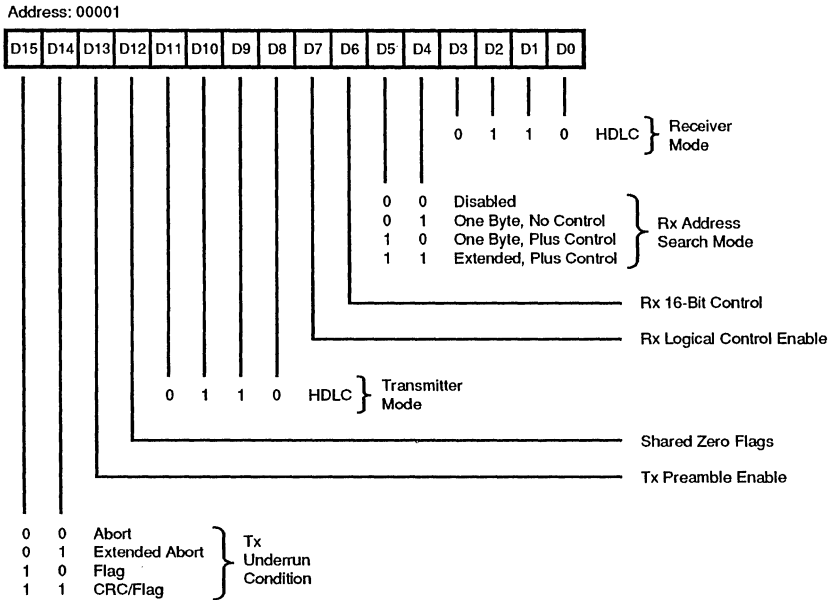 Address: 00001
D15 D14 D13 D12 D11 D10 D9 D8 D7 D6 D5 D4 D3 D2 D1 D0
0 1 1 0 HDLC } Receiver
Mode
0 0 Disabled
0 1 One Byte, No Control
1 0 One Byte, Plus Control
1 1 Extended, Plus Control
Rx Address
Search Mode
Rx 16-Bit Control
Rx Logical Control Enable
0 1 1 0 HDLC } Transmitter
Mode
Shared Zero Flags
Tx Preamble Enable
0 0 Abort
0 1 Extended Abort
1 0 Flag
1 1 CRC/Flag
Tx
Underrun
Condition